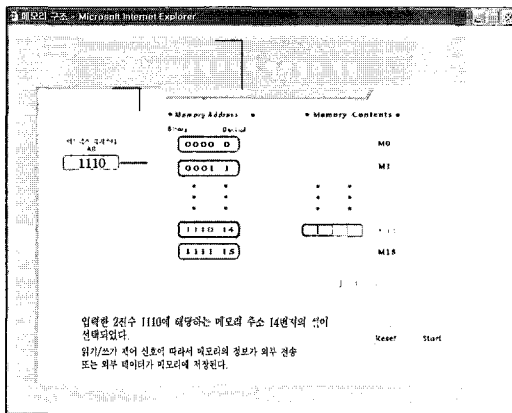 메모리 구조 - Microsoft Internet Explorer
• Memory Address • • Memory Contents •
Binary Decimal
0000 0 M0
1110 0001 1 M1
1110 14
1111 15 M15
입력한 2진수 1110에 해당하는 메모리 주소 14번지의 셀이
선택되었다.
Reset Start
읽기/쓰기 제어 신호에 따라서 메모리의 정보가 외부 전송
또는 외부 데이터가 메모리에 저장된다.